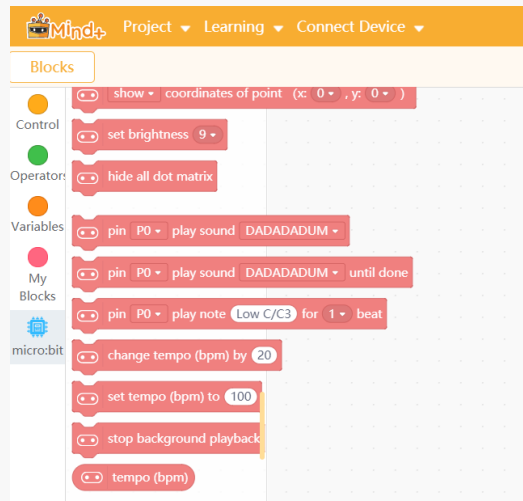 Mind+ Project Learning Connect Device
Blocks
Control
Operators
Variables
My
Blocks
micro:bit
show coordinates of point (x: 0 , y: 0 )
set brightness 9
hide all dot matrix
pin P0 play sound DADADADUM
pin P0 play sound DADADADUM until done
pin P0 play note Low C/C3 for 1 beat
change tempo (bpm) by 20
set tempo (bpm) to 100
stop background playback
tempo (bpm)